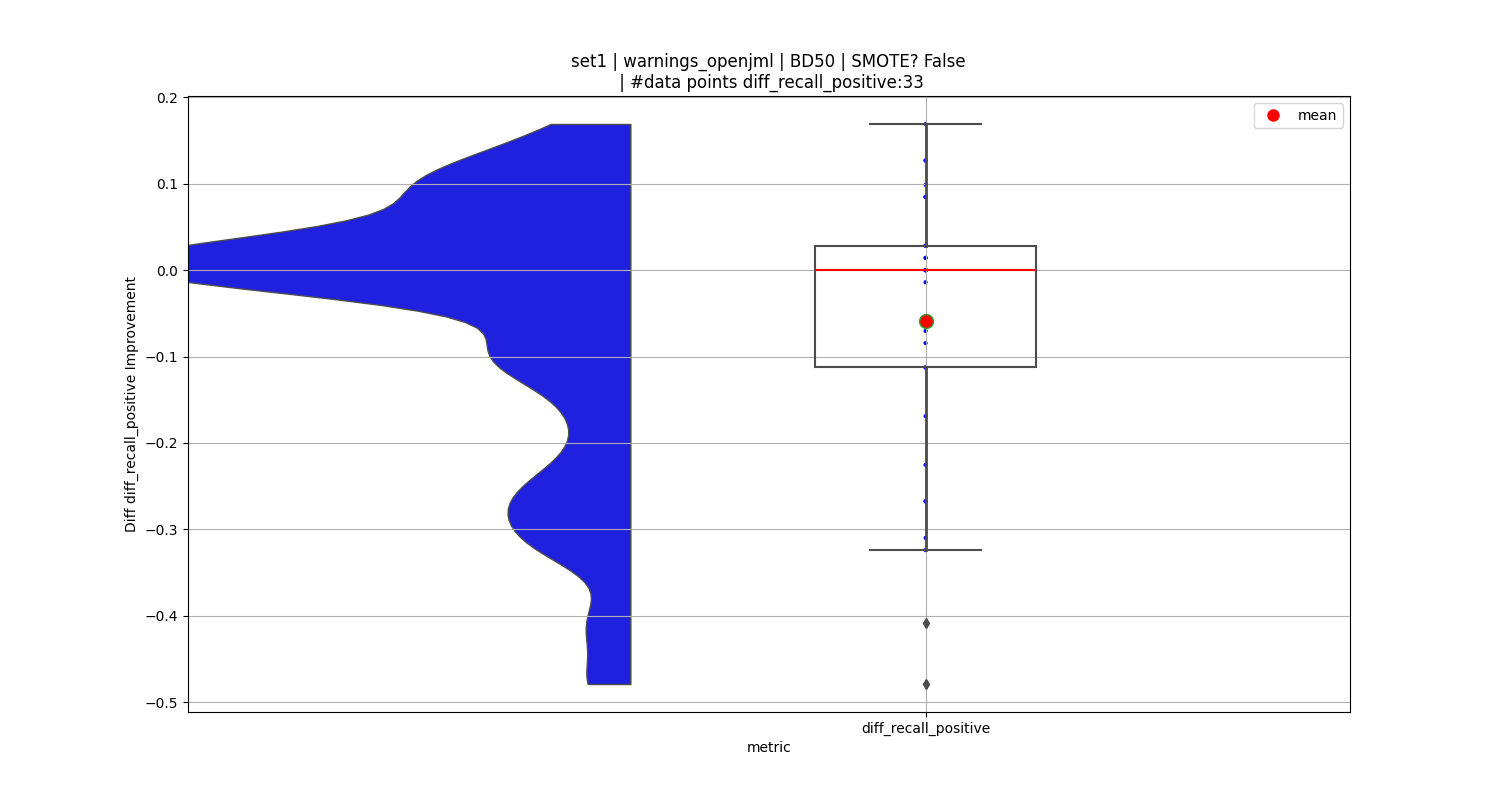 set1 | warnings_openjml | BD50 | SMOTE? False
| #data points diff_recall_positive:33
mean
0.2
0.1
0.0
−0.1
−0.2
−0.3
−0.4
−0.5
Diff diff_recall_positive Improvement
diff_recall_positive
metric